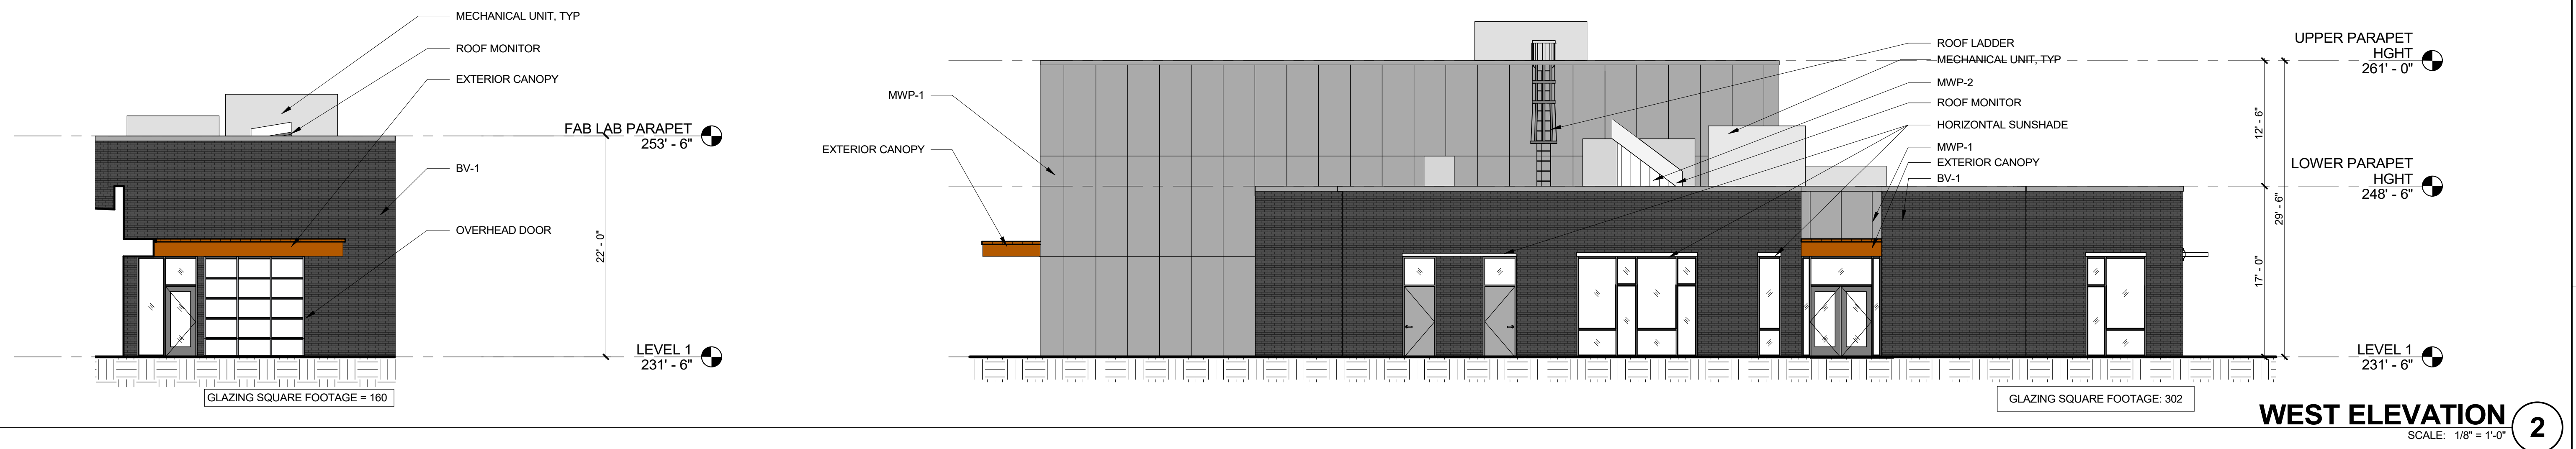 MECHANICAL UNIT, TYP
ROOF MONITOR
EXTERIOR CANOPY
FAB LAB PARAPET
253' - 6"
BV-1
OVERHEAD DOOR
22' - 0"
LEVEL 1
231' - 6"
GLAZING SQUARE FOOTAGE = 160
MWP-1
EXTERIOR CANOPY
ROOF LADDER
MECHANICAL UNIT, TYP
MWP-2
ROOF MONITOR
HORIZONTAL SUNSHADE
MWP-1
EXTERIOR CANOPY
BV-1
UPPER PARAPET
HGHT
261' - 0"
12' - 6"
LOWER PARAPET
HGHT
248' - 6"
29' - 6"
17' - 0"
LEVEL 1
231' - 6"
GLAZING SQUARE FOOTAGE: 302
WEST ELEVATION
SCALE: 1/8" = 1'-0"
2